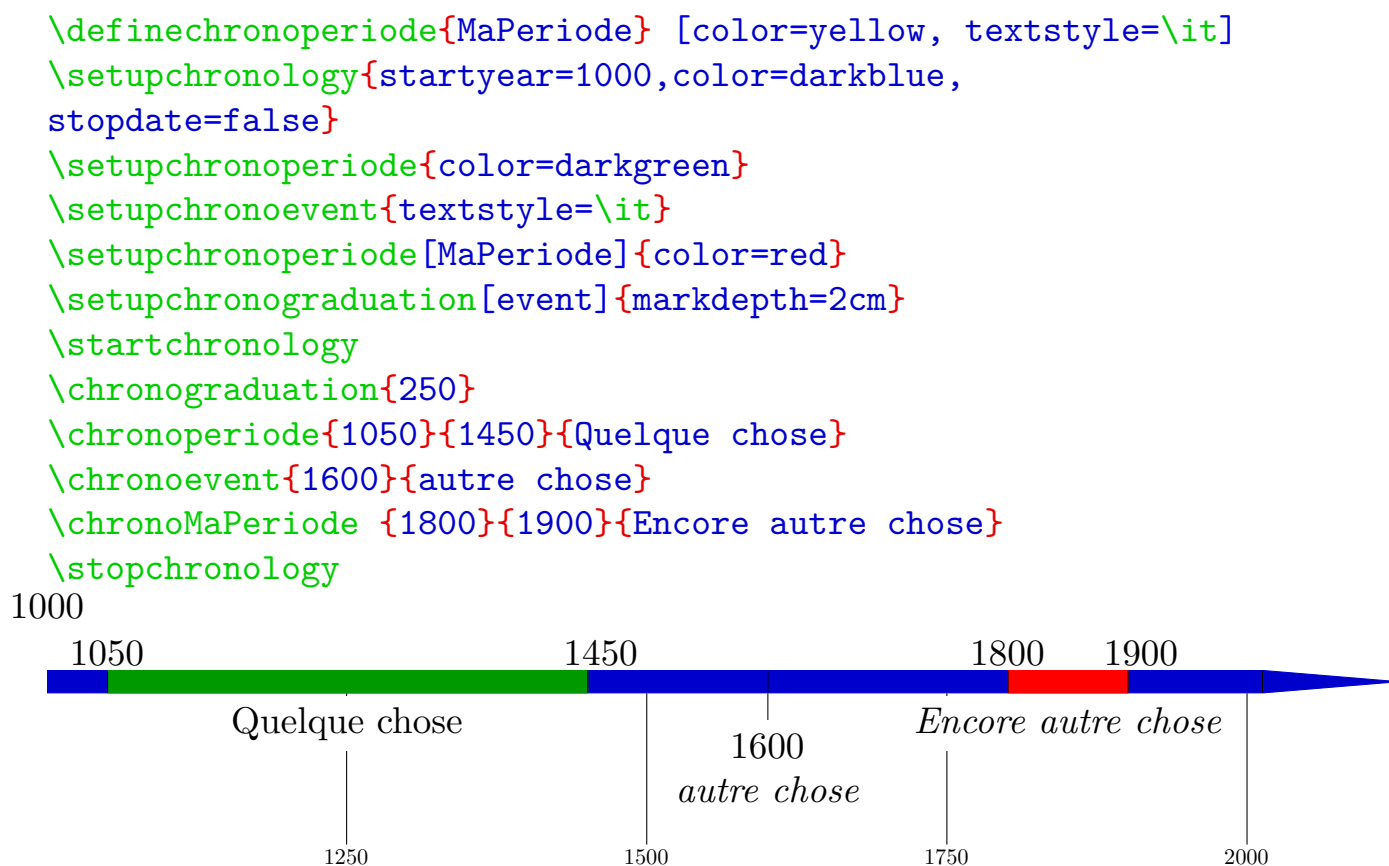 \definechronoperiode{MaPeriode} [color=yellow, textstyle=\it]
\setupchronology{startyear=1000,color=darkblue,
stopdate=false}
\setupchronoperiode{color=darkgreen}
\setupchronoevent{textstyle=\it}
\setupchronoperiode[MaPeriode]{color=red}
\setupchronograduation[event]{markdepth=2cm}
\startchronology
\chronograduation{250}
\chronoperiode{1050}{1450}{Quelque chose}
\chronoevent{1600}{autre chose}
\chronoMaPeriode {1800}{1900}{Encore autre chose}
\stopchronology
1000
1050 1450 1800 1900
Quelque chose Encore autre chose
1600
autre chose
1250 1500 1750 2000